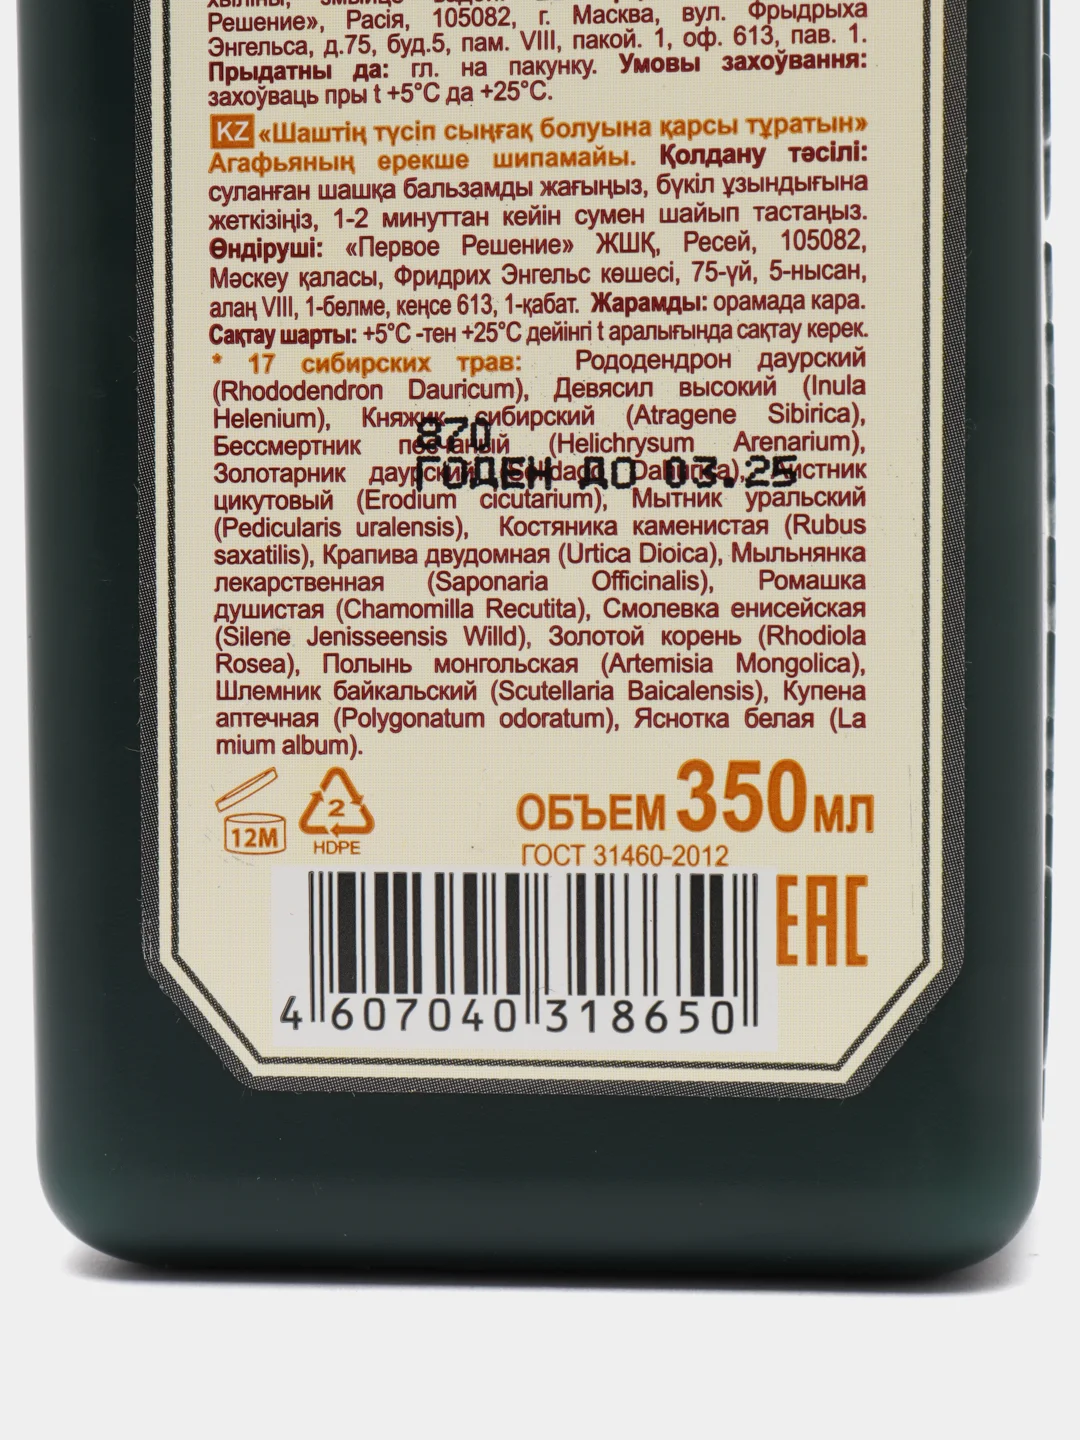 Решение», Расія, 105082, г. Масква, вул. Фрыдрыха
Энгельса, д.75, буд.5, пам. VIII, пакой. 1, оф. 613, пав. 1.
Прыдатны да: гл. на пакунку. Умовы захоўвання:
захоўваць пры t +5°C да +25°C.
KZ «Шаштің түсіп сыңғақ болуына қарсы тұратын»
Агафьяның ерекше шипамайы. Қолдану тәсілі:
суланған шашқа бальзамды жағыңыз, бүкіл ұзындығына
жеткізіңіз, 1-2 минуттан кейін сумен шайып тастаңыз.
Өндіруші: «Первое Решение» ЖШҚ, Ресей, 105082,
Мәскеу қаласы, Фридрих Энгельс көшесі, 75-үй, 5-нысан,
алаң VIII, 1-бөлме, кеңсе 613, 1-қабат. Жарамды: орамада кара.
Сақтау шарты: +5°C -тен +25°C дейінгі t аралығында сақтау керек.
* 17 сибирских трав: Рододендрон даурский
(Rhododendron Dauricum), Девясил высокий (Inula
Helenium), Княжик сибирский (Atragene Sibirica),
Бессмертник песчаный (Helichrysum Arenarium),
870
Золотарник даурский
ГОДЕН ДО 03.25
цикутовый (Erodium cicutarium), Мытник уральский
(Pedicularis uralensis), Костяника каменистая (Rubus
saxatilis), Крапива двудомная (Urtica Dioica), Мыльнянка
лекарственная (Saponaria Officinalis), Ромашка
душистая (Chamomilla Recutita), Смолевка енисейская
(Silene Jenisseensis Willd), Золотой корень (Rhodiola
Rosea), Полынь монгольская (Artemisia Mongolica),
Шлемник байкальский (Scutellaria Baicalensis), Купена
аптечная (Polygonatum odoratum), Яснотка белая (La
mium album).
12M
2
HDPE
ОБЪЕМ 350 МЛ
ГОСТ 31460-2012
EAC
4 607040 318650